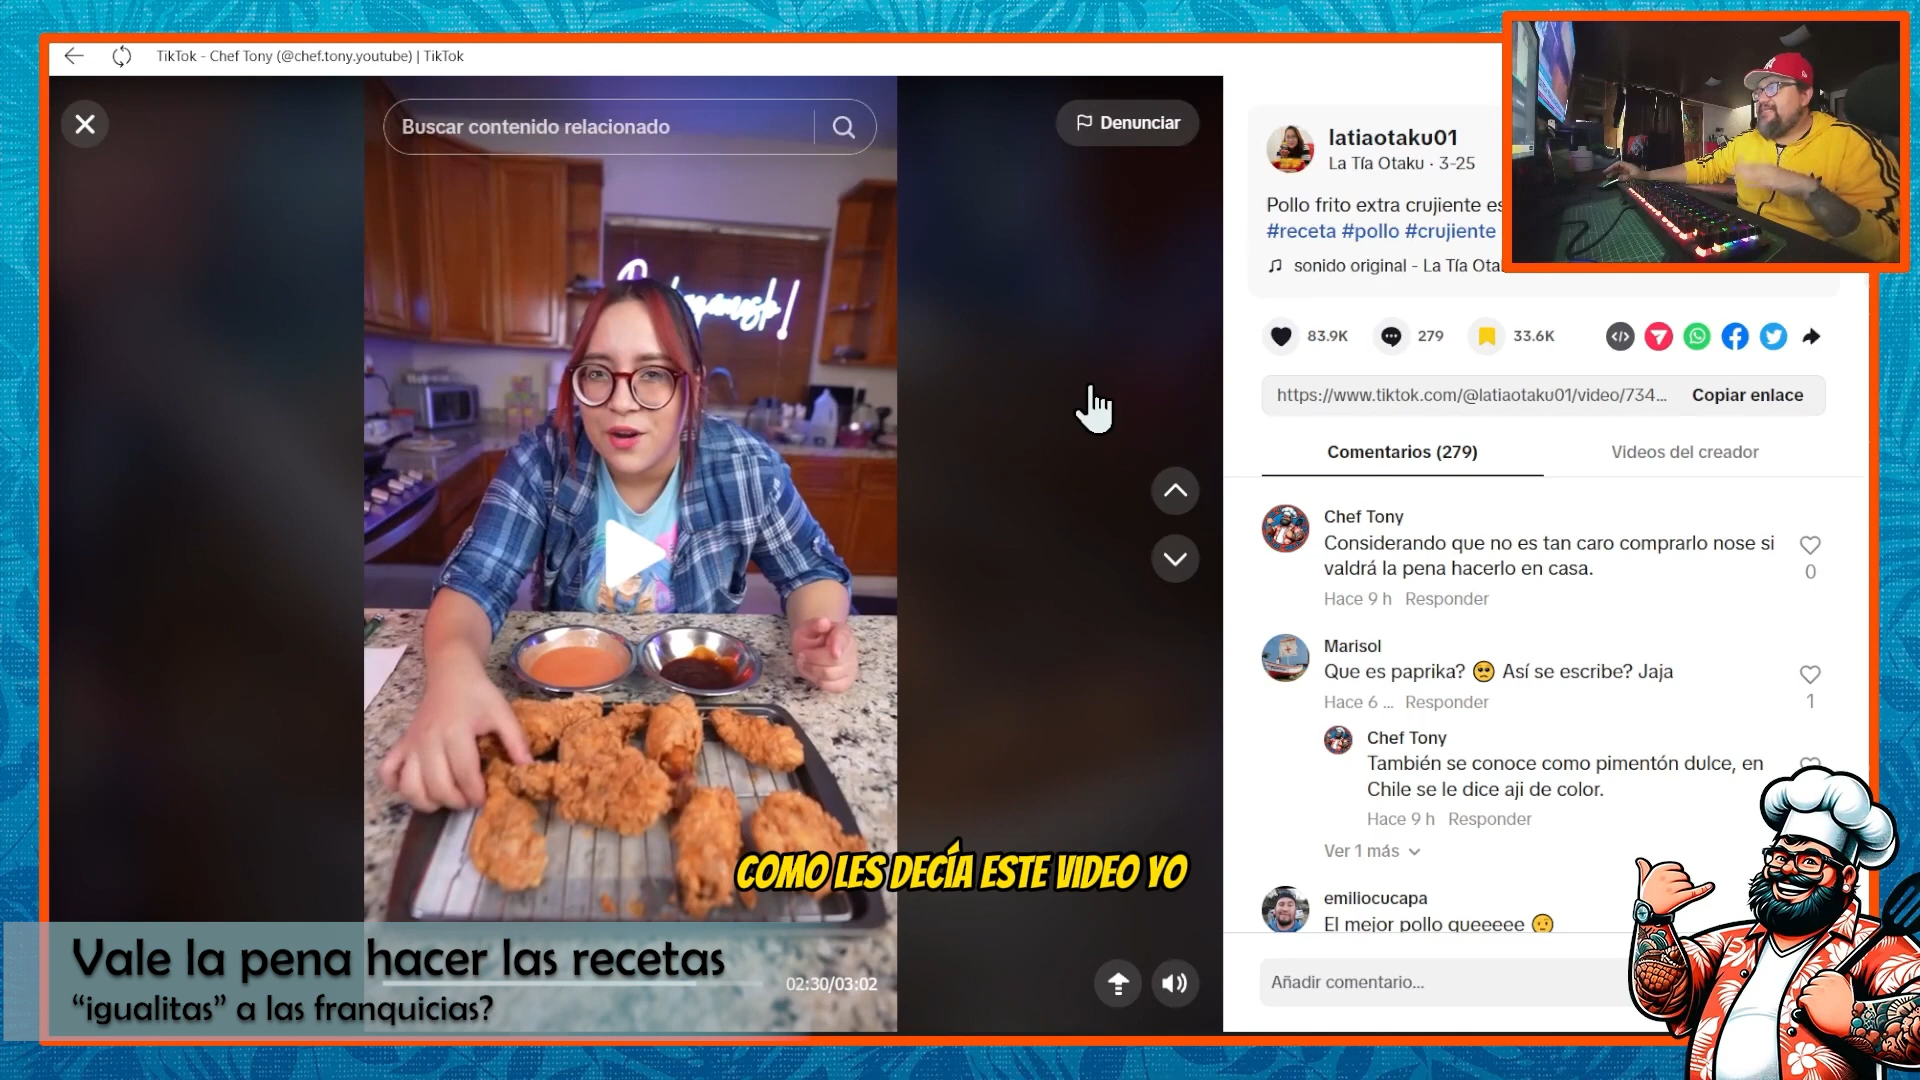 TikTok - Chef Tony (@chef.tony.youtube) | TikTok
Buscar contenido relacionado
Denunciar
latiaotaku01
La Tía Otaku · 3-25
Pollo frito extra crujiente es
#receta #pollo #crujiente
sonido original - La Tía Ota
83.9K
279
33.6K
https://www.tiktok.com/@latiaotaku01/video/734...
Copiar enlace
Comentarios (279)
Videos del creador
Chef Tony
Considerando que no es tan caro comprarlo nose si
valdrá la pena hacerlo en casa.
0
Hace 9 h Responder
Marisol
Que es paprika? 🥺 Así se escribe? Jaja
1
Hace 6 ... Responder
Chef Tony
También se conoce como pimentón dulce, en
Chile se le dice aji de color.
Hace 9 h Responder
Ver 1 más
emiliocucapa
El mejor pollo queeeee
Añadir comentario...
COMO LES DECÍA ESTE VIDEO YO
Vale la pena hacer las recetas
“igualitas” a las franquicias?
02:30/03:02